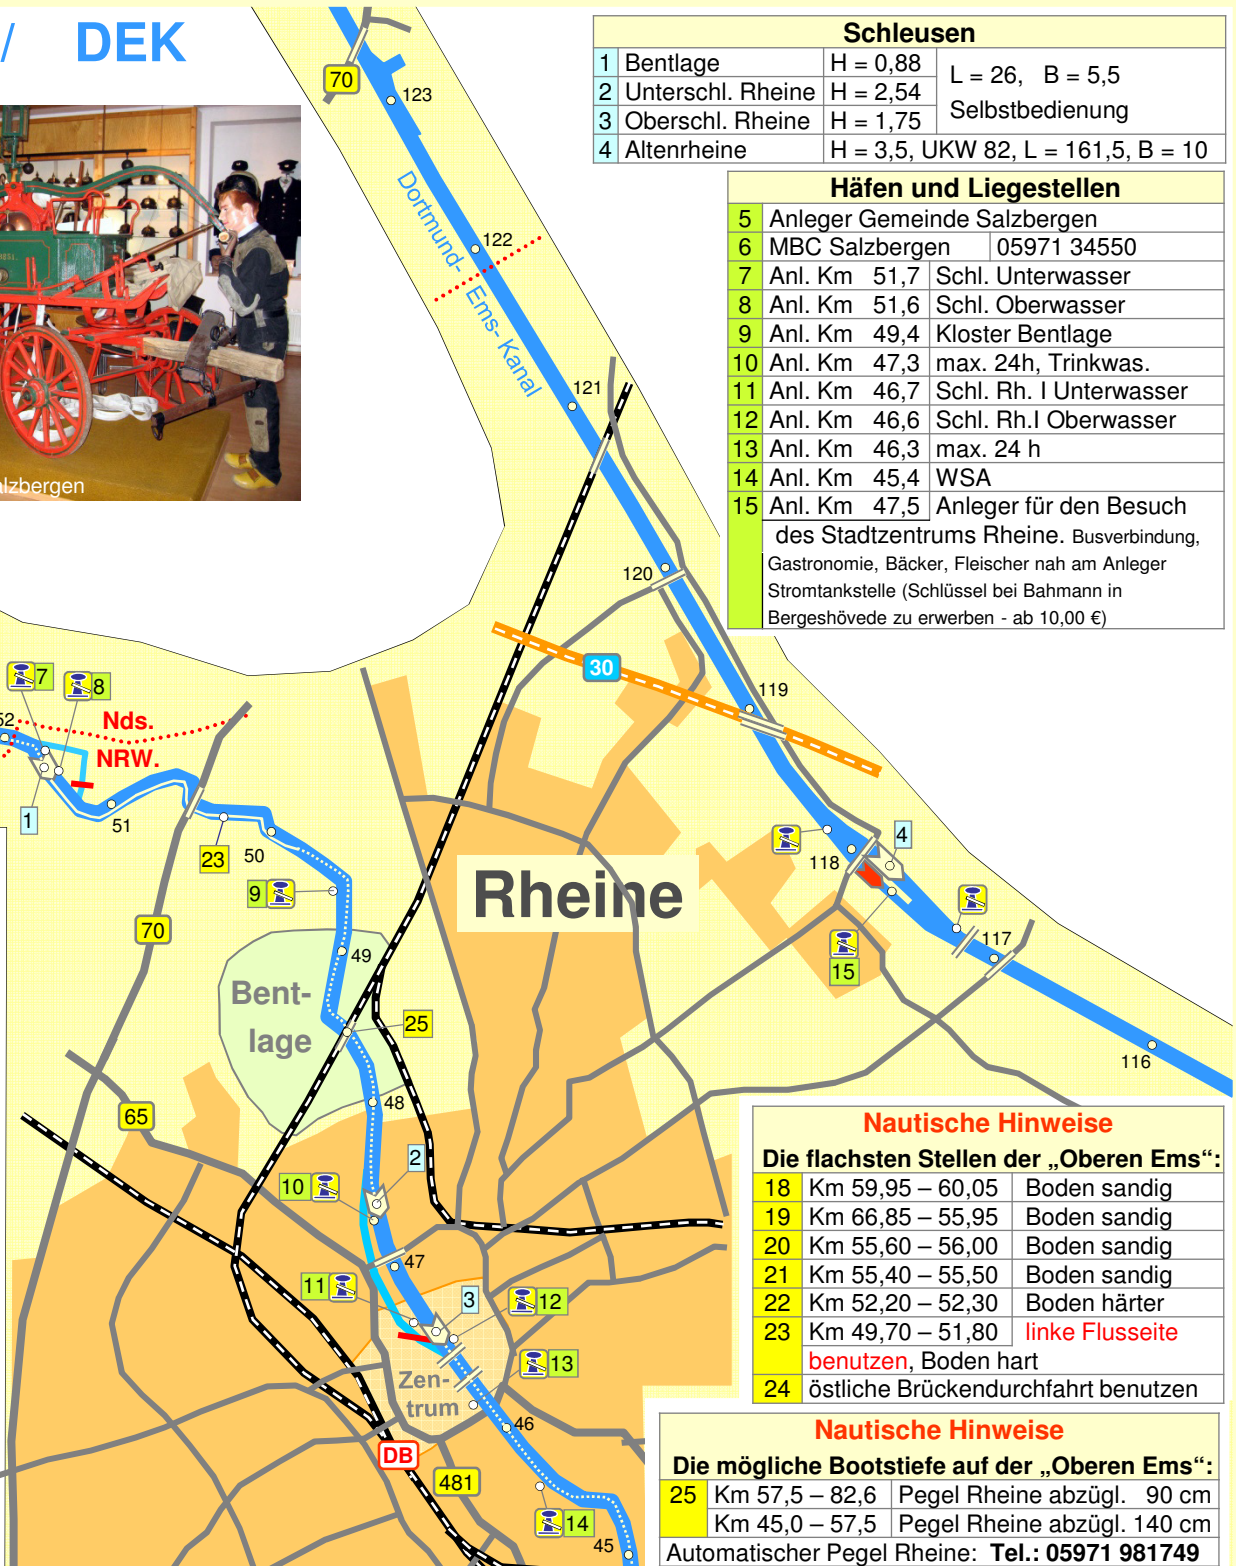 / DEK
Schleusen
1 Bentlage H = 0,88 L = 26, B = 5,5
2 Unterschl. Rheine H = 2,54 Selbstbedienung
3 Oberschl. Rheine H = 1,75
4 Altenrheine H = 3,5, UKW 82, L = 161,5, B = 10
Häfen und Liegestellen
5 Anleger Gemeinde Salzbergen
6 MBC Salzbergen 05971 34550
7 Anl. Km 51,7 Schl. Unterwasser
8 Anl. Km 51,6 Schl. Oberwasser
9 Anl. Km 49,4 Kloster Bentlage
10 Anl. Km 47,3 max. 24h, Trinkwas.
11 Anl. Km 46,7 Schl. Rh. I Unterwasser
12 Anl. Km 46,6 Schl. Rh.I Oberwasser
13 Anl. Km 46,3 max. 24 h
14 Anl. Km 45,4 WSA
15 Anl. Km 47,5 Anleger für den Besuch
des Stadtzentrums Rheine. Busverbindung,
Gastronomie, Bäcker, Fleischer nah am Anleger
Stromtankstelle (Schlüssel bei Bahmann in
Bergeshövede zu erwerben - ab 10,00 €)
70
123
Dortmund-
Ems- Kanal
122
121
120
30
119
alzbergen
7
8
52
Nds.
NRW.
1
51
23
50
9
118
4
Rheine
70
49
117
15
Bent-
lage
25
116
65
48
2
10
47
11
3
12
13
Zen-
trum
46
DB
481
14
45
Nautische Hinweise
Die flachsten Stellen der „Oberen Ems“:
18 Km 59,95 – 60,05 Boden sandig
19 Km 66,85 – 55,95 Boden sandig
20 Km 55,60 – 56,00 Boden sandig
21 Km 55,40 – 55,50 Boden sandig
22 Km 52,20 – 52,30 Boden härter
23 Km 49,70 – 51,80 linke Flusseite
benutzen, Boden hart
24 östliche Brückendurchfahrt benutzen
Nautische Hinweise
Die mögliche Bootstiefe auf der „Oberen Ems“:
25 Km 57,5 – 82,6 Pegel Rheine abzügl. 90 cm
Km 45,0 – 57,5 Pegel Rheine abzügl. 140 cm
Automatischer Pegel Rheine: Tel.: 05971 981749